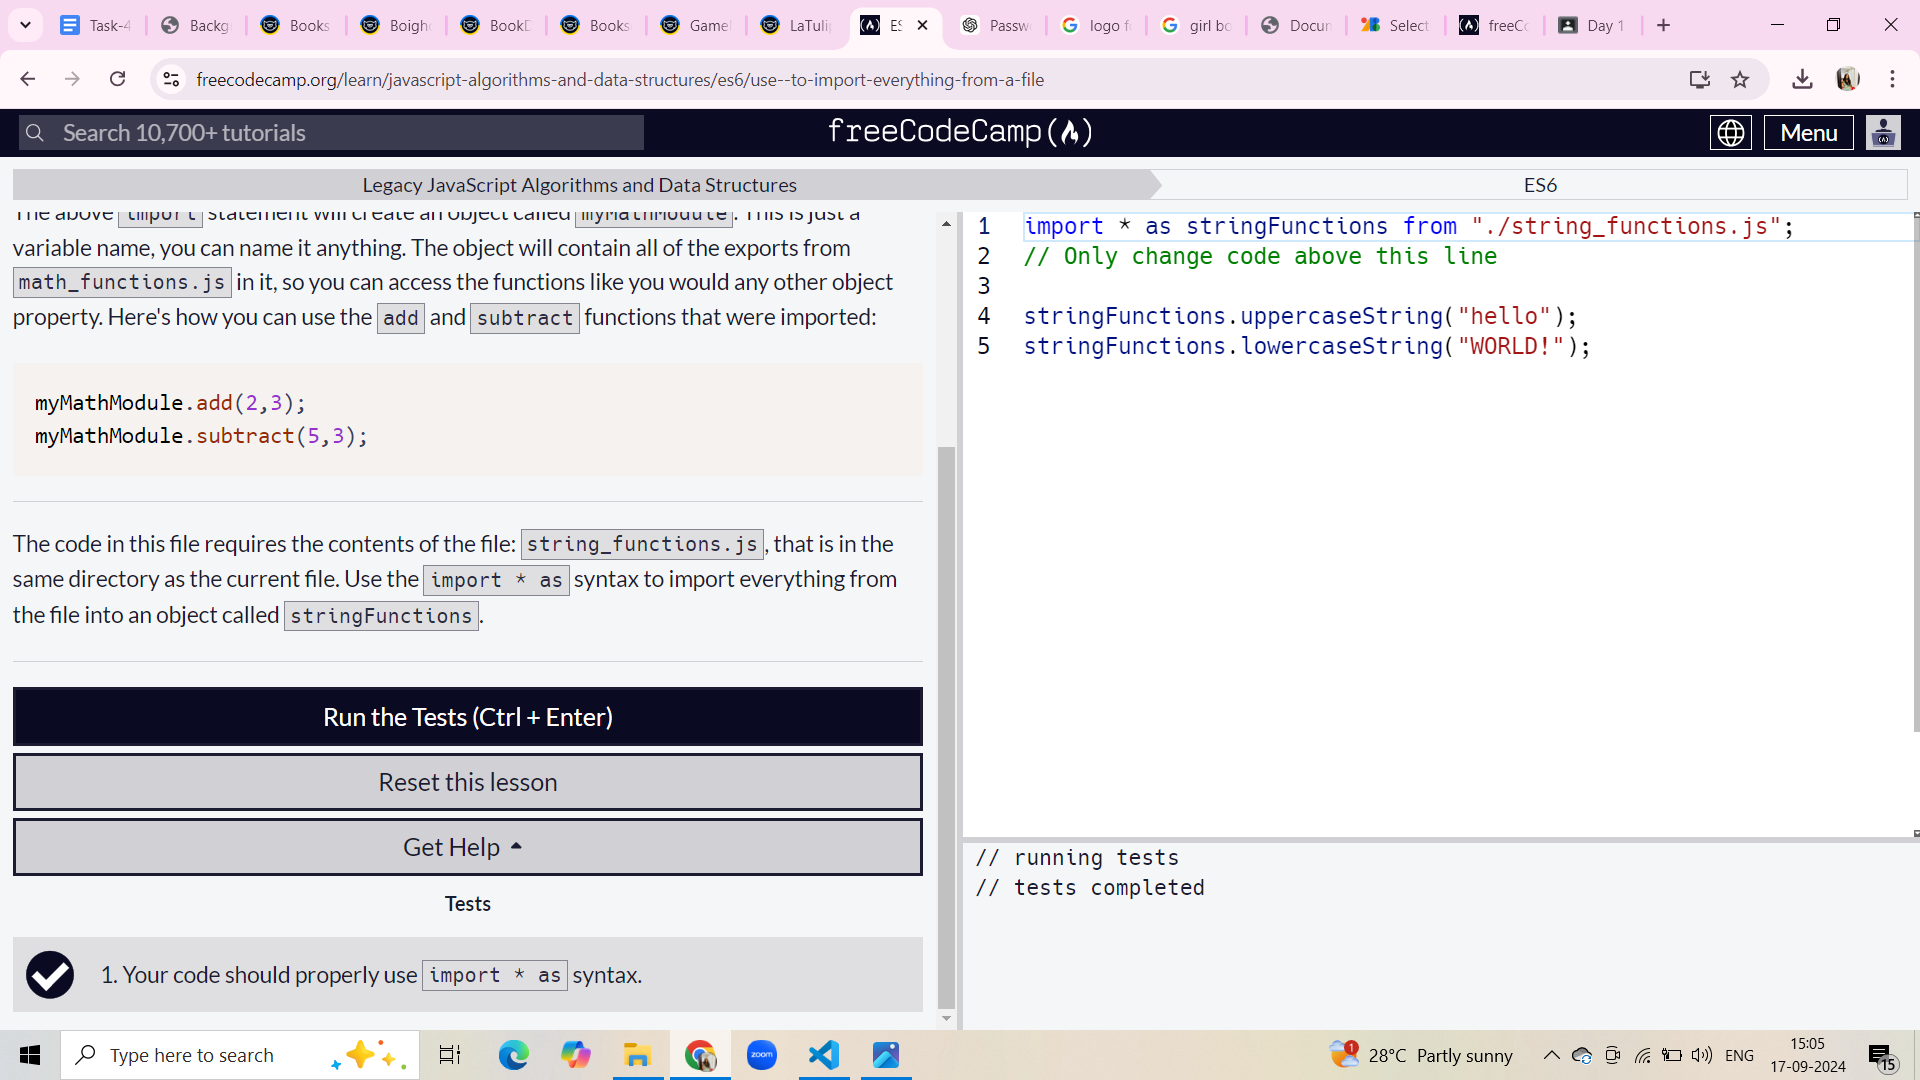 Task-4
Backg
Books
Boigh
BookD
Books
Game
LaTuli
ES
Passw
logo f
girl bo
Docun
Select
freeCo
Day 1
freecodecamp.org/learn/javascript-algorithms-and-data-structures/es6/use--to-import-everything-from-a-file
Search 10,700+ tutorials
freeCodeCamp
Menu
Legacy JavaScript Algorithms and Data Structures
ES6
The above import statement will create an object called myMathModule. This is just a
variable name, you can name it anything. The object will contain all of the exports from
math_functions.js in it, so you can access the functions like you would any other object
property. Here's how you can use the add and subtract functions that were imported:
myMathModule.add(2,3);
myMathModule.subtract(5,3);
The code in this file requires the contents of the file: string_functions.js, that is in the
same directory as the current file. Use the import * as syntax to import everything from
the file into an object called stringFunctions.
Run the Tests (Ctrl + Enter)
Reset this lesson
Get Help
Tests
1. Your code should properly use import * as syntax.
1 import * as stringFunctions from "./string_functions.js";
2 // Only change code above this line
3
4 stringFunctions.uppercaseString("hello");
5 stringFunctions.lowercaseString("WORLD!");
// running tests
// tests completed
Type here to search
zoom
1
28°C Partly sunny
ENG
15:05
17-09-2024
15